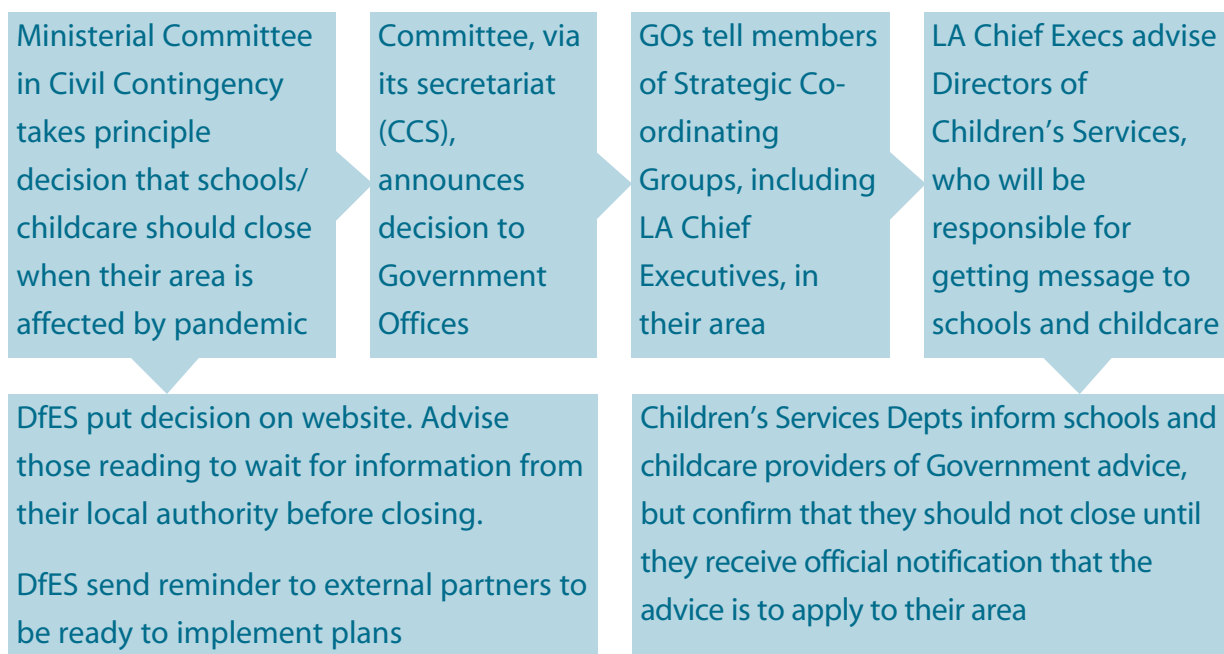 Ministerial Committee
in Civil Contingency
takes principle
decision that schools/
childcare should close
when their area is
affected by pandemic
Committee, via
its secretariat
(CCS),
announces
decision to
Government
Offices
GOs tell members
of Strategic Co-
ordinating
Groups, including
LA Chief
Executives, in
their area
LA Chief Execs advise
Directors of
Children’s Services,
who will be
responsible for
getting message to
schools and childcare
DfES put decision on website. Advise
those reading to wait for information from
their local authority before closing.
DfES send reminder to external partners to
be ready to implement plans
Children’s Services Depts inform schools and
childcare providers of Government advice,
but confirm that they should not close until
they receive official notification that the
advice is to apply to their area